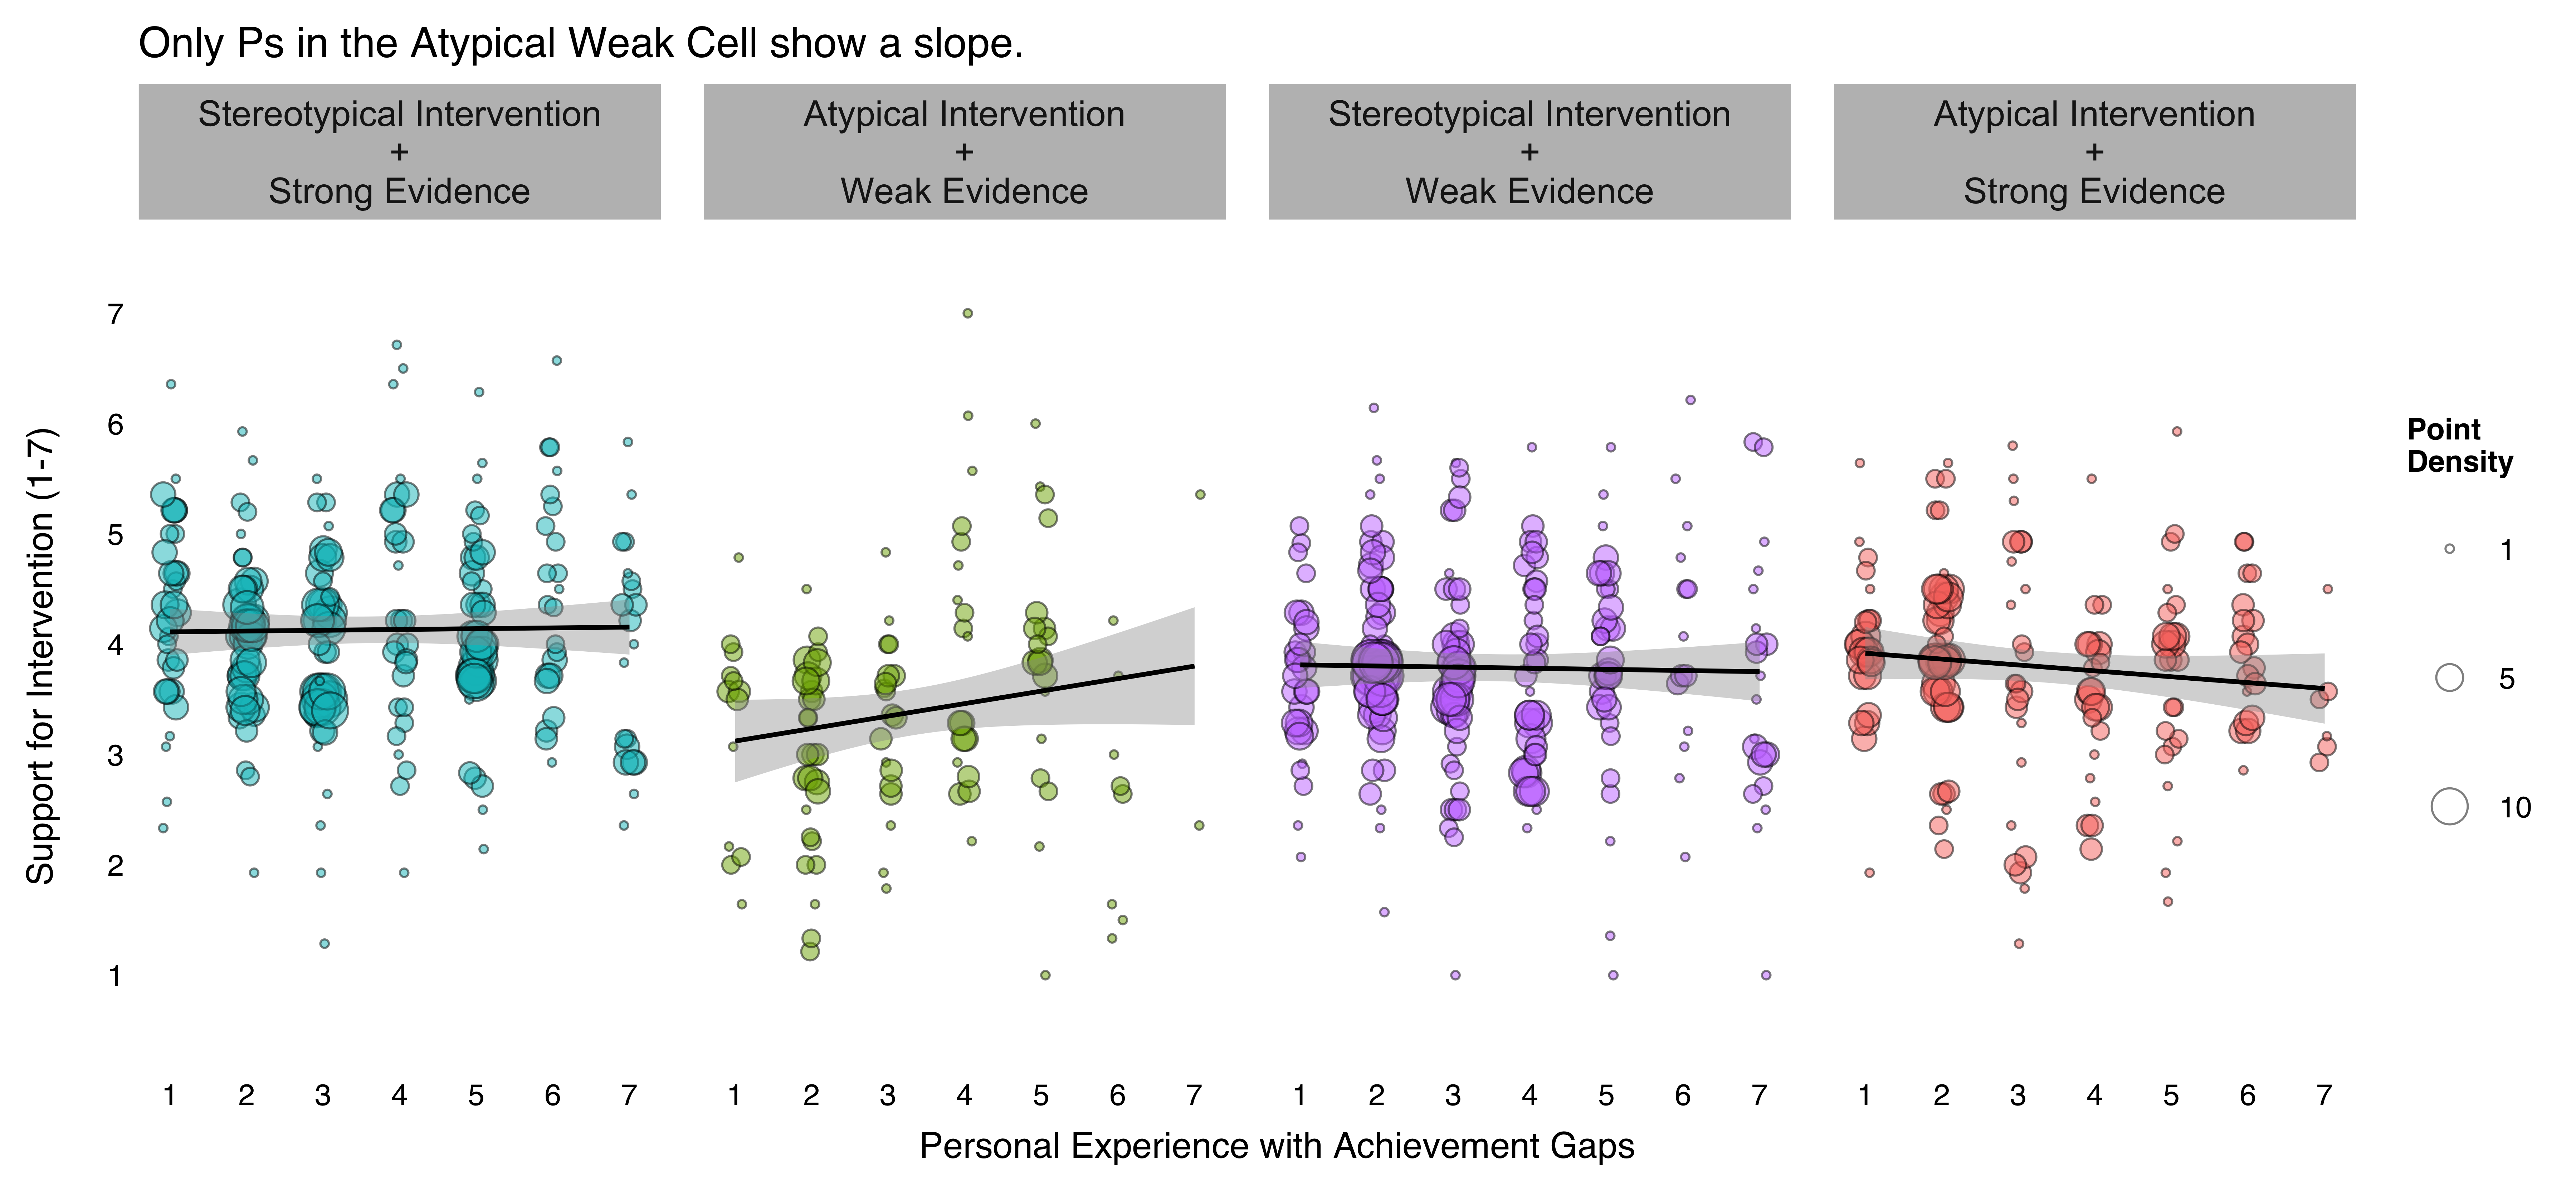 Only Ps in the Atypical Weak Cell show a slope.
Stereotypical Intervention
+
Strong Evidence
Atypical Intervention
+
Weak Evidence
Stereotypical Intervention
+
Weak Evidence
Atypical Intervention
+
Strong Evidence
Support for Intervention (1-7)
7
6
5
4
3
2
1
1 2 3 4 5 6 7
1 2 3 4 5 6 7
1 2 3 4 5 6 7
1 2 3 4 5 6 7
Personal Experience with Achievement Gaps
Point
Density
1
5
10